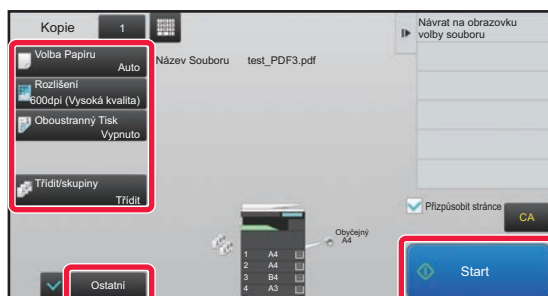 Kopie 1
Návrat na obrazovku
volby souboru
Volba Papíru
Auto
Název Souboru test_PDF3.pdf
Rozlišení
600dpi (Vysoká kvalita)
Oboustranný Tisk
Vypnuto
Třídit/skupiny
Třídit
Přizpůsobit stránce
CA
Obyčejný
A4
1 A4
2 A4
3 B4
4 A3
Ostatní
Start